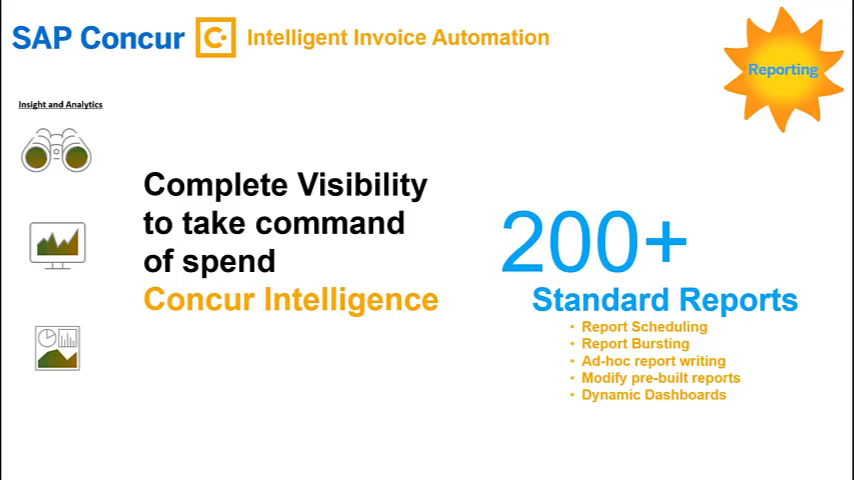 SAP Concur C Intelligent Invoice Automation
Reporting
Insight and Analytics
Complete Visibility
to take command
of spend
Concur Intelligence
200+
Standard Reports
• Report Scheduling
• Report Bursting
• Ad-hoc report writing
• Modify pre-built reports
• Dynamic Dashboards